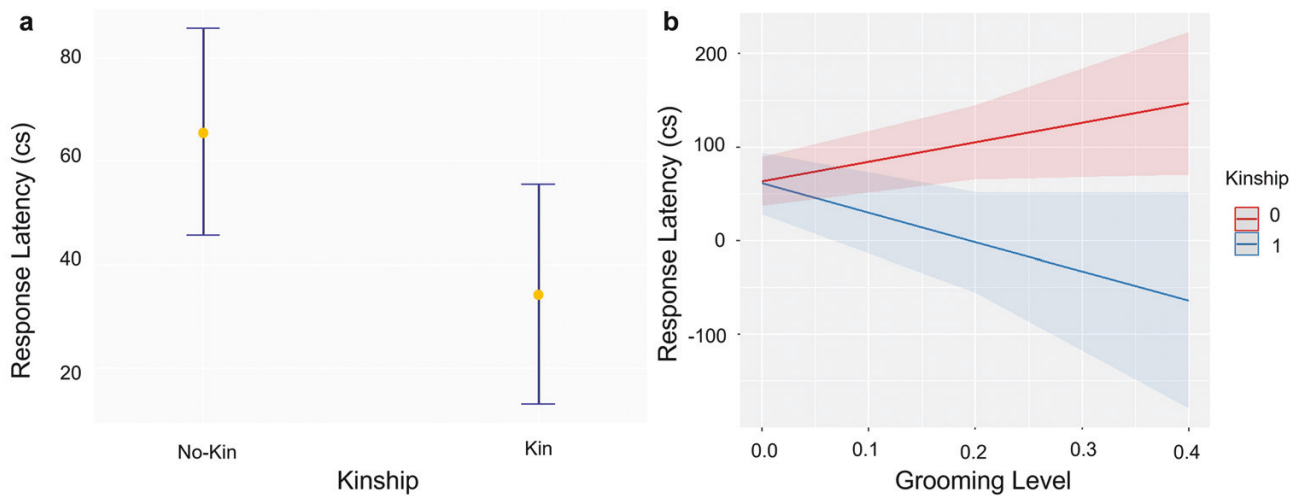 a
80
60
40
20
Response Latency (cs)
No-Kin
Kin
Kinship
b
200
100
0
-100
Response Latency (cs)
0.0
0.1
0.2
0.3
0.4
Grooming Level
Kinship
0
1